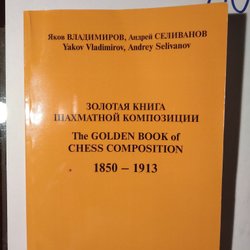 Яков ВЛАДИМИРОВ, Андрей СЕЛИВАНОВ
Yakov Vladimirov, Andrey Selivanov
ЗОЛОТАЯ КНИГА
ШАХМАТНОЙ КОМПОЗИЦИИ
The GOLDEN BOOK of
CHESS COMPOSITION
1850 – 1913